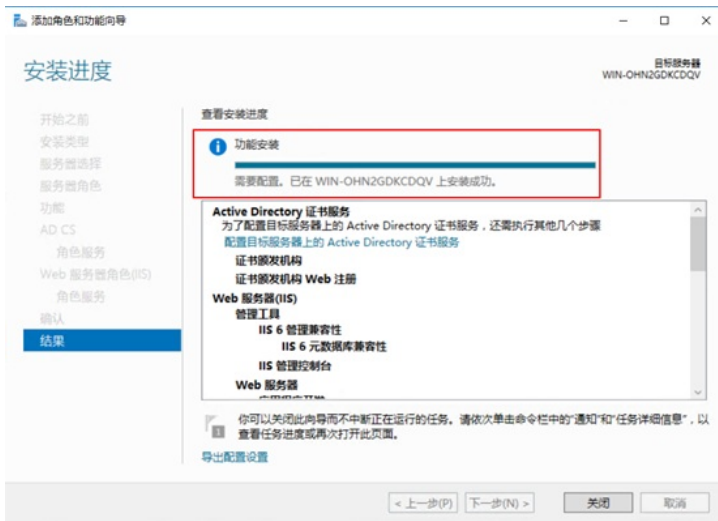 添加角色和功能向导
安装进度
目标服务器
WIN-OHN2GDKCDQV
开始之前
安装类型
服务器选择
服务器角色
功能
AD CS
角色服务
Web 服务器角色(IIS)
角色服务
确认
结果
查看安装进度
功能安装
需要配置。已在 WIN-OHN2GDKCDQV 上安装成功。
Active Directory 证书服务
为了配置目标服务器上的 Active Directory 证书服务，还需执行其他几个步骤
配置目标服务器上的 Active Directory 证书服务
证书颁发机构
证书颁发机构 Web 注册
Web 服务器(IIS)
管理工具
IIS 6 管理兼容性
IIS 6 元数据库兼容性
IIS 管理控制台
Web 服务器
你可以关闭此向导而不中断正在运行的任务。请依次单击命令栏中的"通知"和"任务详细信息"，以
查看任务进度或再次打开此页面。
导出配置设置
< 上一步(P)
下一步(N) >
关闭
取消